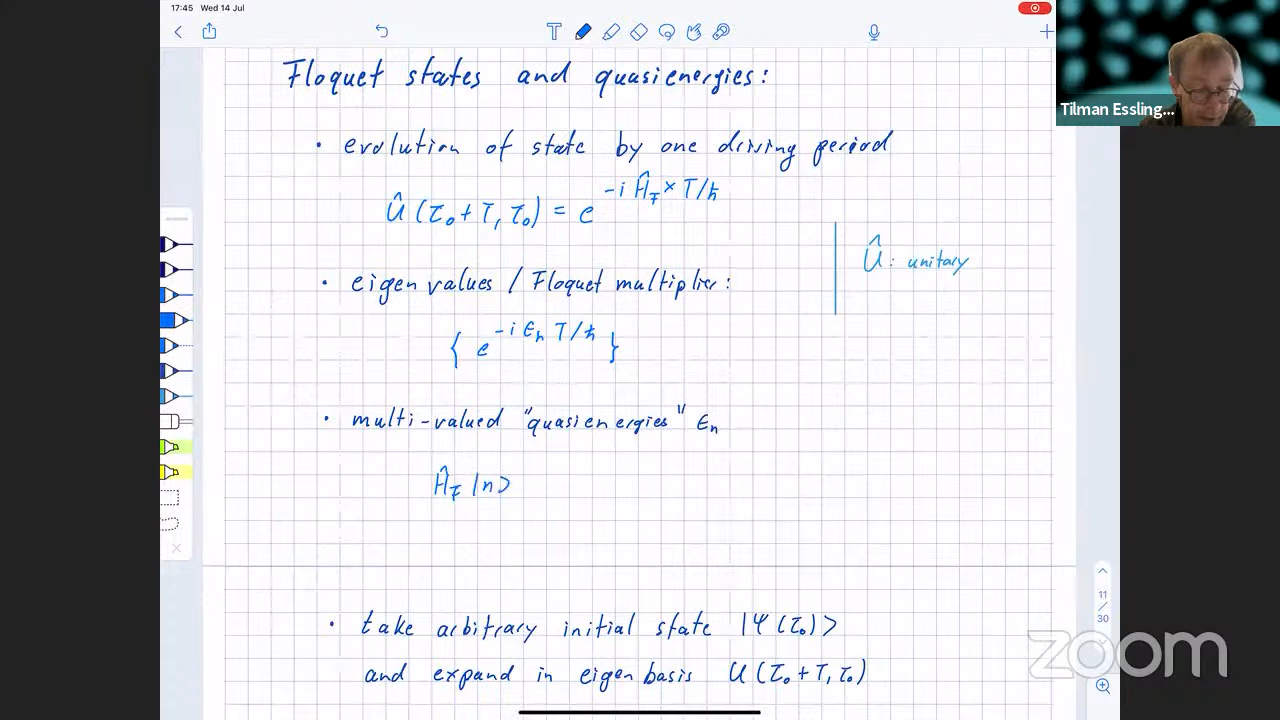 17:45 Wed 14 Jul
Floquet states and quasienergies:
Tilman Essling...
• evolution of state by one driving period
Û(τ₀+T, τ₀) = e^{-i Ĥ_F × T/ℏ}
Û: unitary
• eigenvalues / Floquet multiplier:
{ e^{-i ϵ_n T/ℏ} }
• multi-valued "quasienergies" ϵ_n
Ĥ_F |n>
11
/
30
• take arbitrary initial state |Ψ(τ₀)>
and expand in eigenbasis U(τ₀+T, τ₀)
zoom